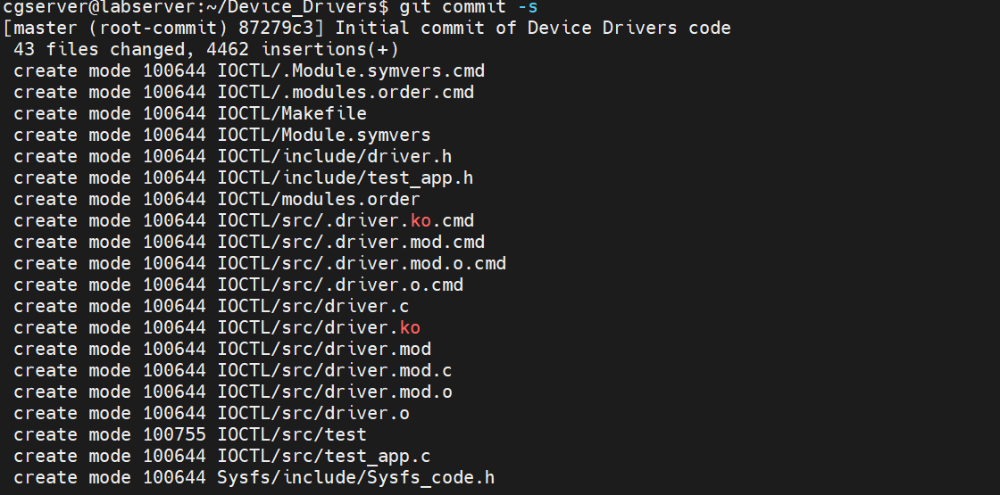 cgserver@labserver:~/Device_Drivers$ git commit -s
[master (root-commit) 87279c3] Initial commit of Device Drivers code
 43 files changed, 4462 insertions(+)
 create mode 100644 IOCTL/.Module.symvers.cmd
 create mode 100644 IOCTL/.modules.order.cmd
 create mode 100644 IOCTL/Makefile
 create mode 100644 IOCTL/Module.symvers
 create mode 100644 IOCTL/include/driver.h
 create mode 100644 IOCTL/include/test_app.h
 create mode 100644 IOCTL/modules.order
 create mode 100644 IOCTL/src/.driver.ko.cmd
 create mode 100644 IOCTL/src/.driver.mod.cmd
 create mode 100644 IOCTL/src/.driver.mod.o.cmd
 create mode 100644 IOCTL/src/.driver.o.cmd
 create mode 100644 IOCTL/src/driver.c
 create mode 100644 IOCTL/src/driver.ko
 create mode 100644 IOCTL/src/driver.mod
 create mode 100644 IOCTL/src/driver.mod.c
 create mode 100644 IOCTL/src/driver.mod.o
 create mode 100644 IOCTL/src/driver.o
 create mode 100755 IOCTL/src/test
 create mode 100644 IOCTL/src/test_app.c
 create mode 100644 Sysfs/include/Sysfs_code.h